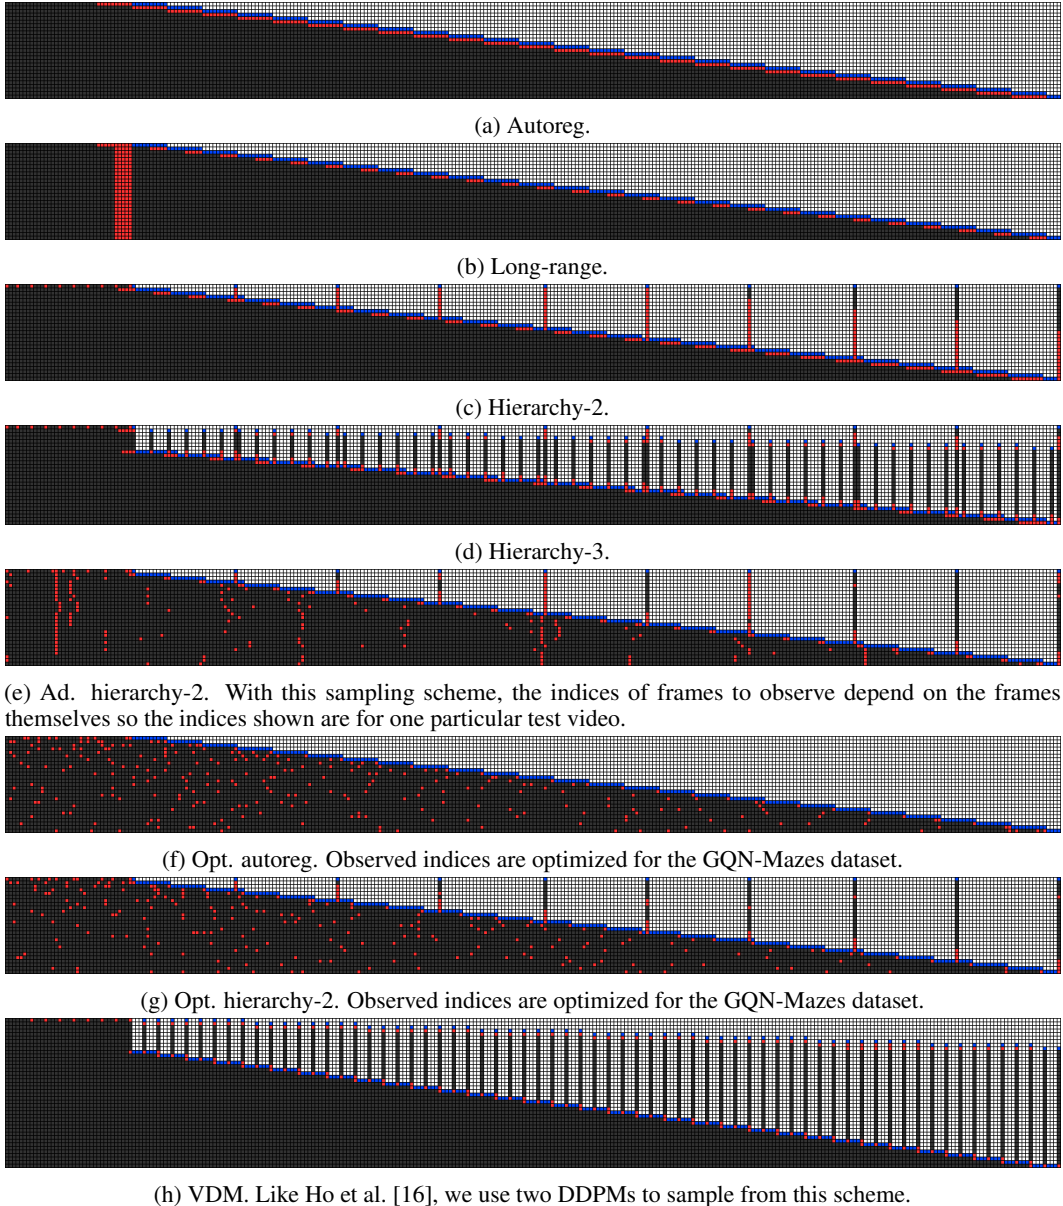 (a) Autoreg.
(b) Long-range.
(c) Hierarchy-2.
(d) Hierarchy-3.
(e) Ad. hierarchy-2. With this sampling scheme, the indices of frames to observe depend on the frames
themselves so the indices shown are for one particular test video.
(f) Opt. autoreg. Observed indices are optimized for the GQN-Mazes dataset.
(g) Opt. hierarchy-2. Observed indices are optimized for the GQN-Mazes dataset.
(h) VDM. Like Ho et al. [16], we use two DDPMs to sample from this scheme.